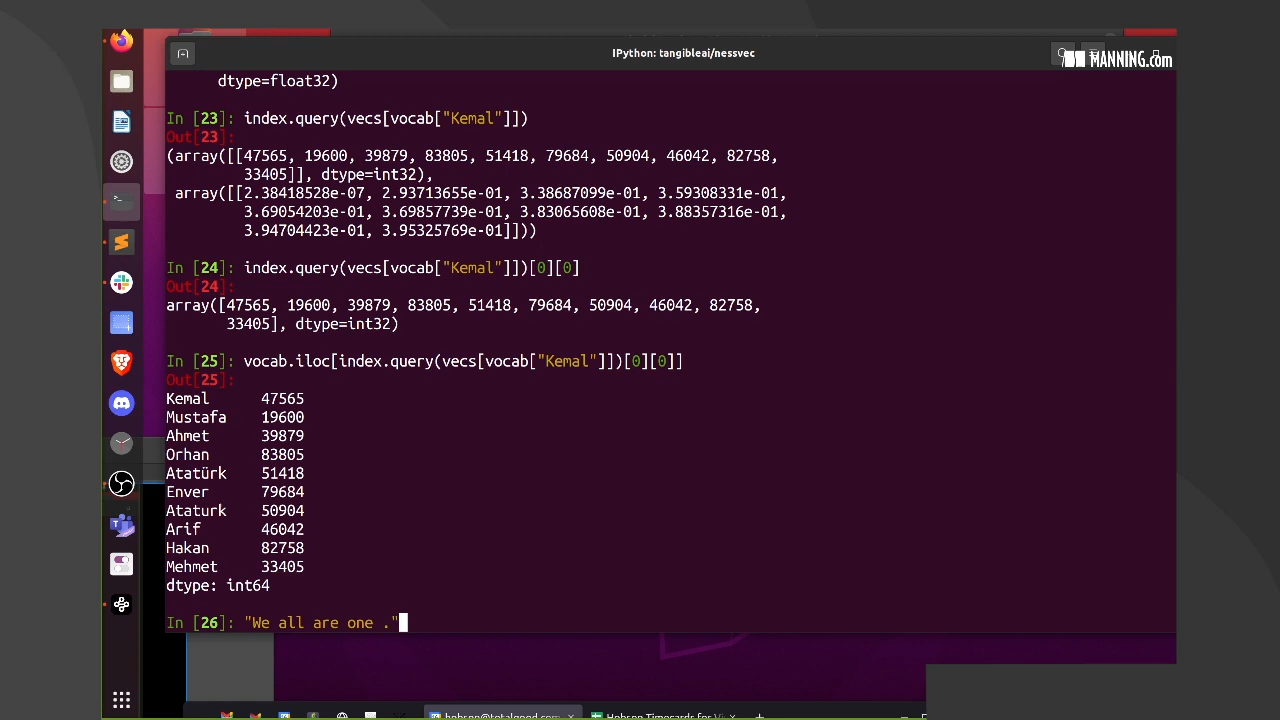 IPython: tangibleai/nessvec
MANNING.com
dtype=float32)
In [23]: index.query(vecs[vocab["Kemal"]])
Out[23]:
(array([[47565, 19600, 39879, 83805, 51418, 79684, 50904, 46042, 82758,
33405]], dtype=int32),
array([[2.38418528e-07, 2.93713655e-01, 3.38687099e-01, 3.59308331e-01,
3.69054203e-01, 3.69857739e-01, 3.83065608e-01, 3.88357316e-01,
3.94704423e-01, 3.95325769e-01]]))
In [24]: index.query(vecs[vocab["Kemal"]])[0][0]
Out[24]:
array([47565, 19600, 39879, 83805, 51418, 79684, 50904, 46042, 82758,
33405], dtype=int32)
In [25]: vocab.iloc[index.query(vecs[vocab["Kemal"]])[0][0]]
Out[25]:
Kemal 47565
Mustafa 19600
Ahmet 39879
Orhan 83805
Atatürk 51418
Enver 79684
Ataturk 50904
Arif 46042
Hakan 82758
Mehmet 33405
dtype: int64
In [26]: "We all are one ."
hobson@totalgood.com
Hobson Timecards for